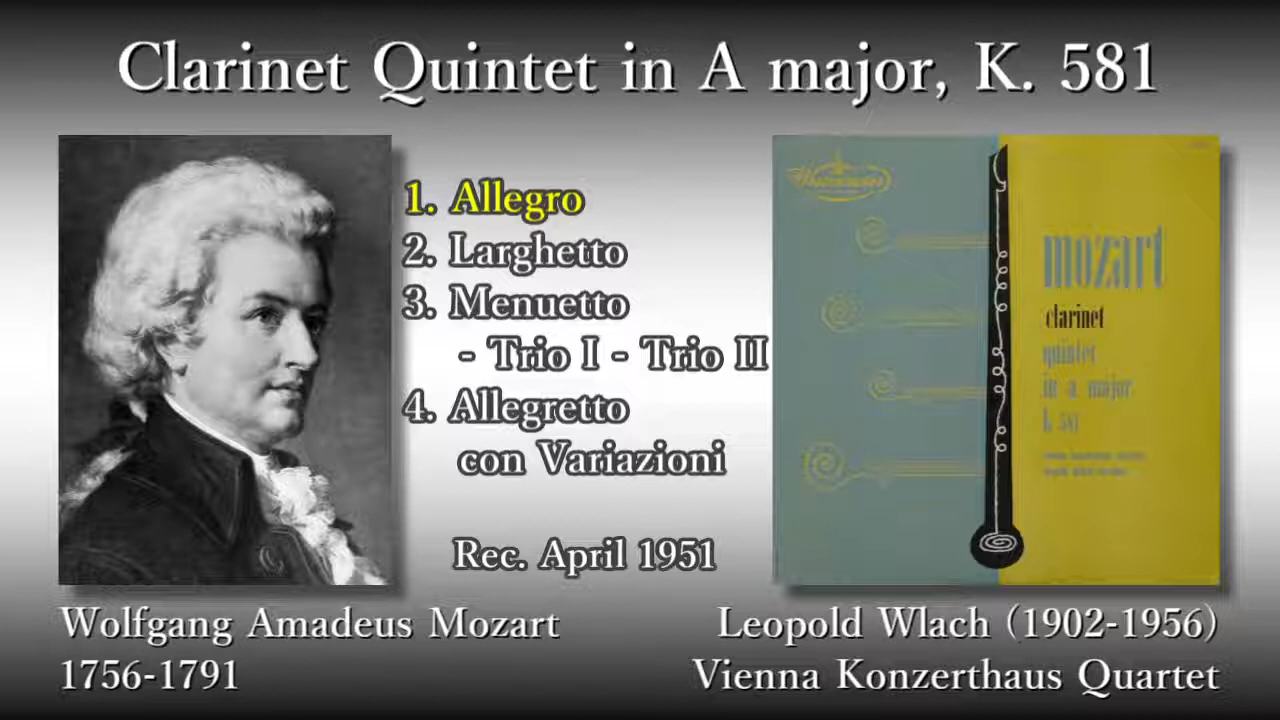 Clarinet Quintet in A major, K. 581
1. Allegro
2. Larghetto
3. Menuetto
- Trio I - Trio II
4. Allegretto
con Variazioni
Rec. April 1951
Wolfgang Amadeus Mozart
1756-1791
Westminster
mozart
clarinet
quintet
in a major
k 581
Leopold Wlach (1902-1956)
Vienna Konzerthaus Quartet